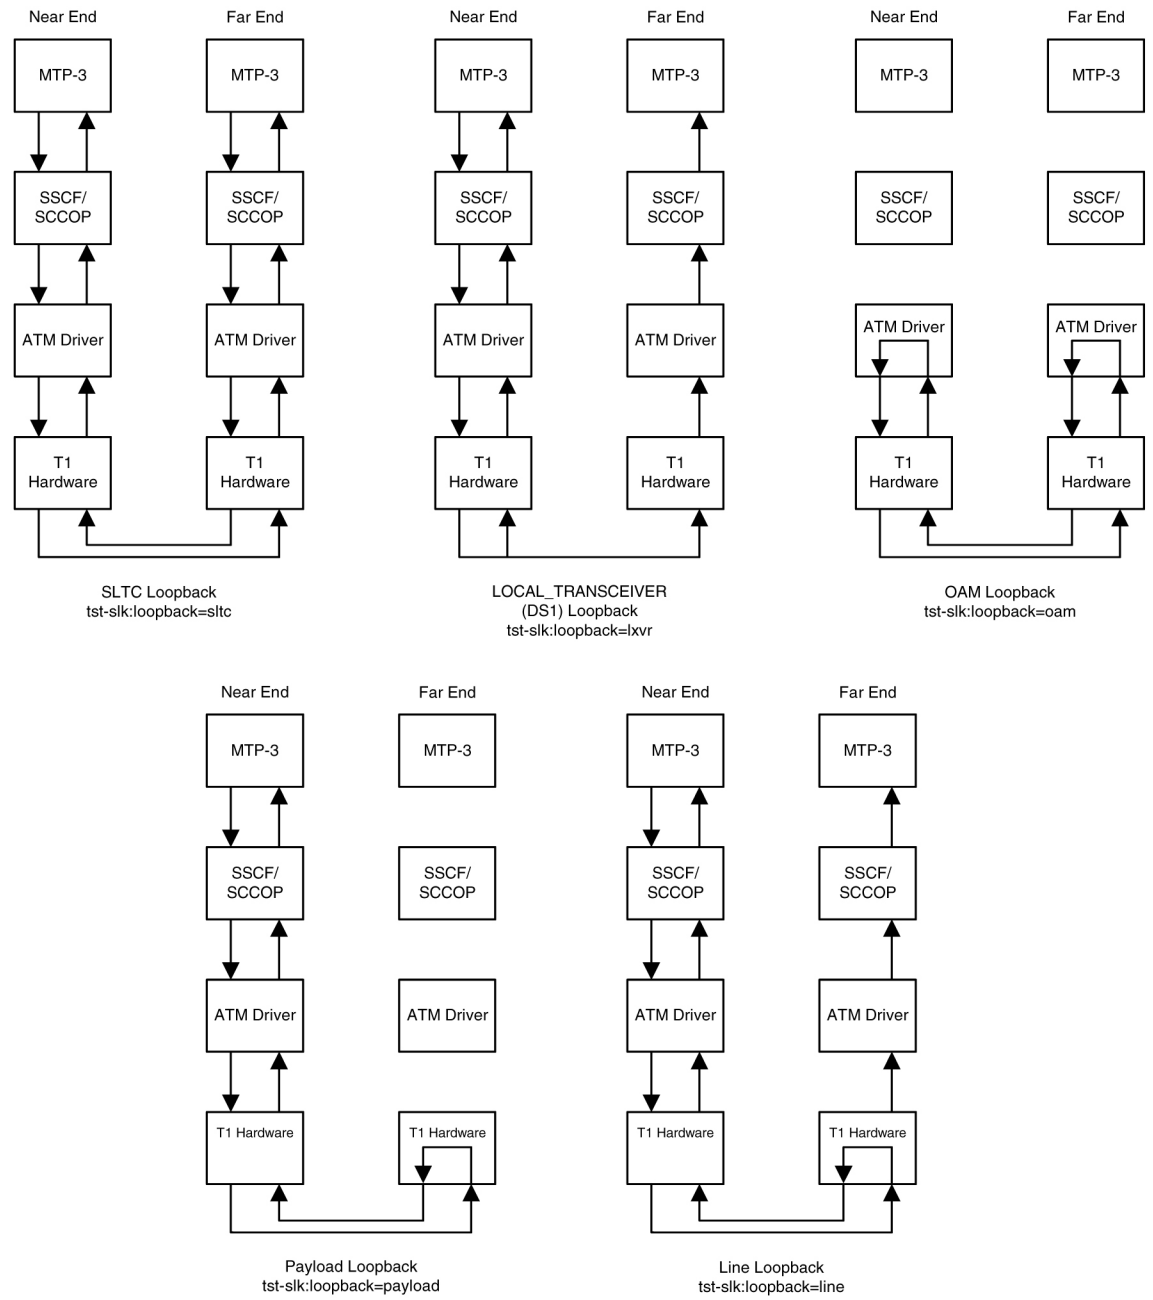 Near End
Far End
Near End
Far End
Near End
Far End
MTP-3
MTP-3
MTP-3
MTP-3
MTP-3
MTP-3
SSCF/
SCCOP
SSCF/
SCCOP
SSCF/
SCCOP
SSCF/
SCCOP
SSCF/
SCCOP
SSCF/
SCCOP
ATM Driver
ATM Driver
ATM Driver
ATM Driver
ATM Driver
ATM Driver
T1
Hardware
T1
Hardware
T1
Hardware
T1
Hardware
T1
Hardware
T1
Hardware
SLTC Loopback
tst-slk:loopback=sltc
LOCAL_TRANSCEIVER
(DS1) Loopback
tst-slk:loopback=lxvr
OAM Loopback
tst-slk:loopback=oam
Near End
Far End
Near End
Far End
MTP-3
MTP-3
MTP-3
MTP-3
SSCF/
SCCOP
SSCF/
SCCOP
SSCF/
SCCOP
SSCF/
SCCOP
ATM Driver
ATM Driver
ATM Driver
ATM Driver
T1 Hardware
T1 Hardware
T1 Hardware
T1 Hardware
Payload Loopback
tst-slk:loopback=payload
Line Loopback
tst-slk:loopback=line